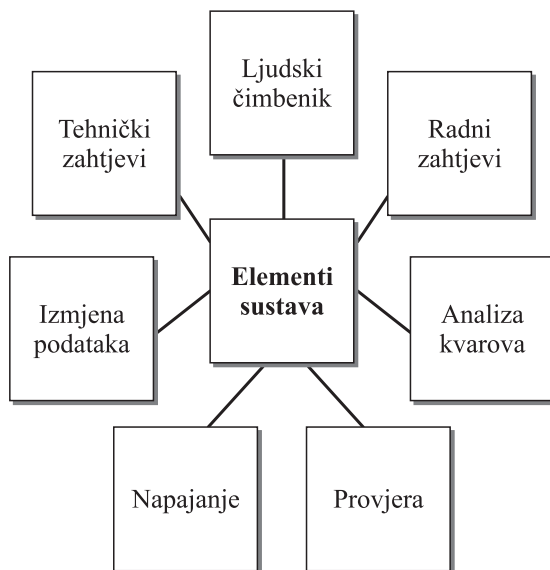 Ljudski
čimbenik
Tehnički
zahtjevi
Radni
zahtjevi
Elementi
sustava
Izmjena
podataka
Analiza
kvarova
Napajanje
Provjera